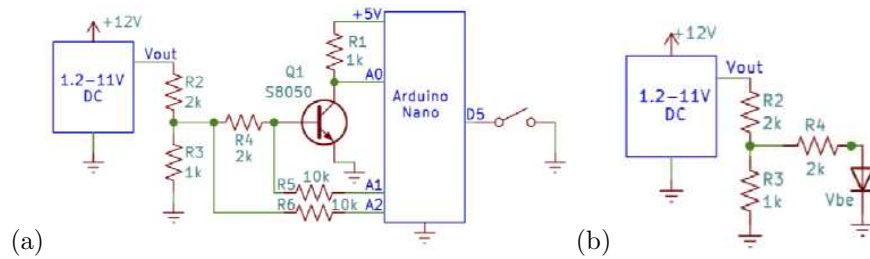 +12V
1.2-11V
DC
Vout
R2
2k
R3
1k
R4
2k
Q1
S8050
+5V
R1
1k
A0
Arduino
Nano
D5
R5 10k A1
R6 10k A2
(a)
+12V
1.2-11V
DC
Vout
R2
2k
R4
2k
R3
1k
Vbe
(b)